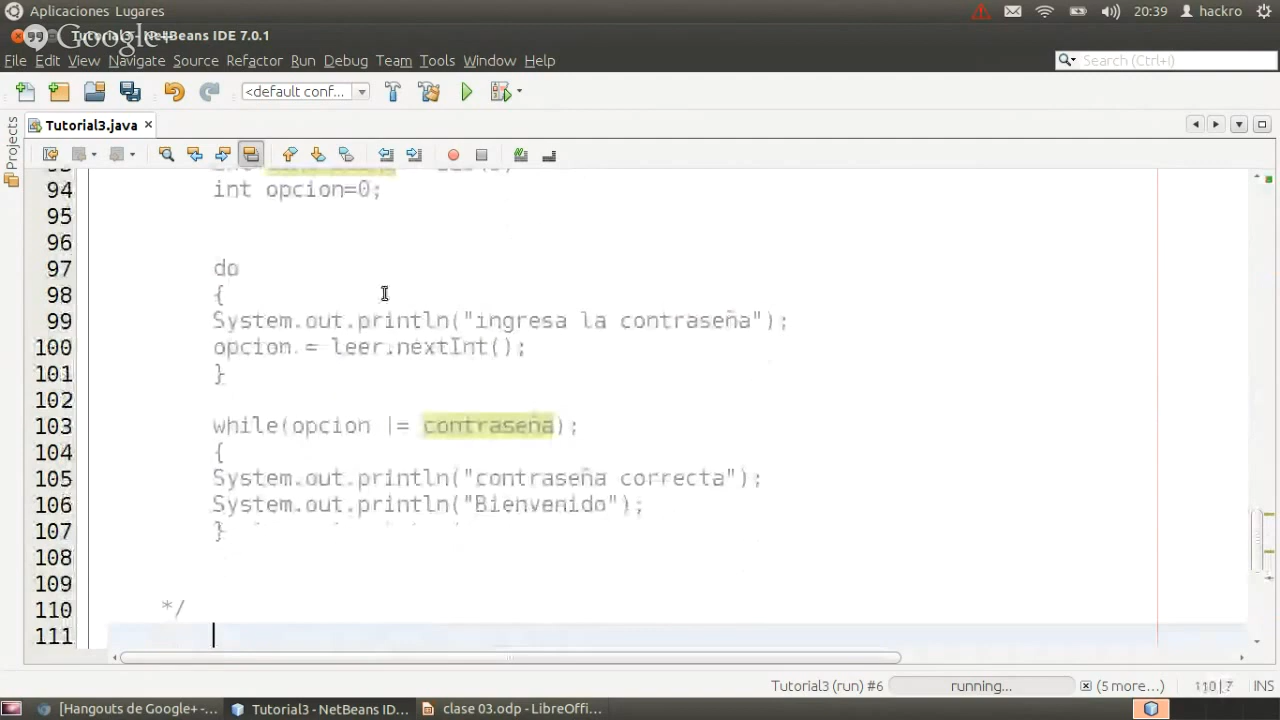 Aplicaciones Lugares
20:39 hackro
Google+
Tutorial3 - NetBeans IDE 7.0.1
File Edit View Navigate Source Refactor Run Debug Team Tools Window Help
Search (Ctrl+I)
<default conf...
Projects
Tutorial3.java
94 int opcion=0;
95
96
97 do
98 {
99 System.out.println("ingresa la contraseña");
100 opcion = leer.nextInt();
101 }
102
103 while(opcion |= contraseña);
104 {
105 System.out.println("contraseña correcta");
106 System.out.println("Bienvenido");
107 }
108
109
110 */
111
Tutorial3 (run) #6 running... (5 more...) 110|7 INS
[Hangouts de Google+ -... Tutorial3 - NetBeans ID... clase 03.odp - LibreOffi...